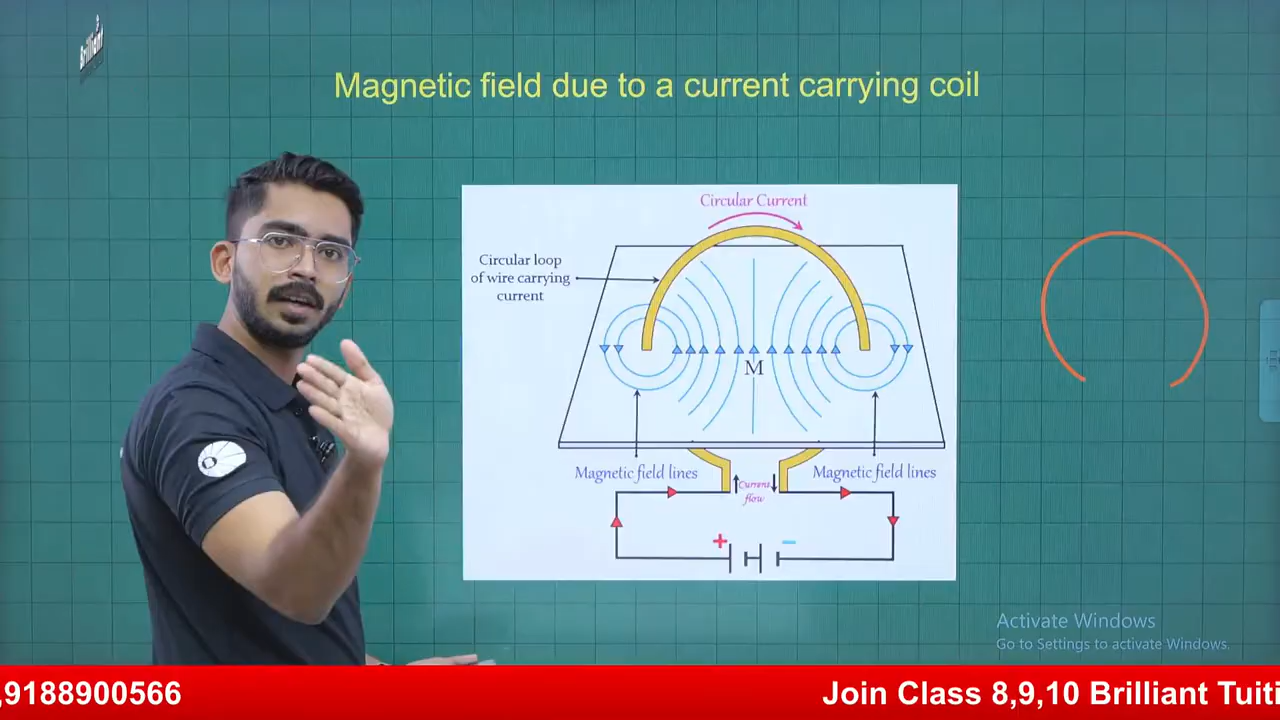 Brilliant
Magnetic field due to a current carrying coil
Circular Current
Circular loop
of wire carrying
current
M
Magnetic field lines
Magnetic field lines
Current
flow
+
−
Activate Windows
Go to Settings to activate Windows.
,9188900566
Join Class 8,9,10 Brilliant Tuiti